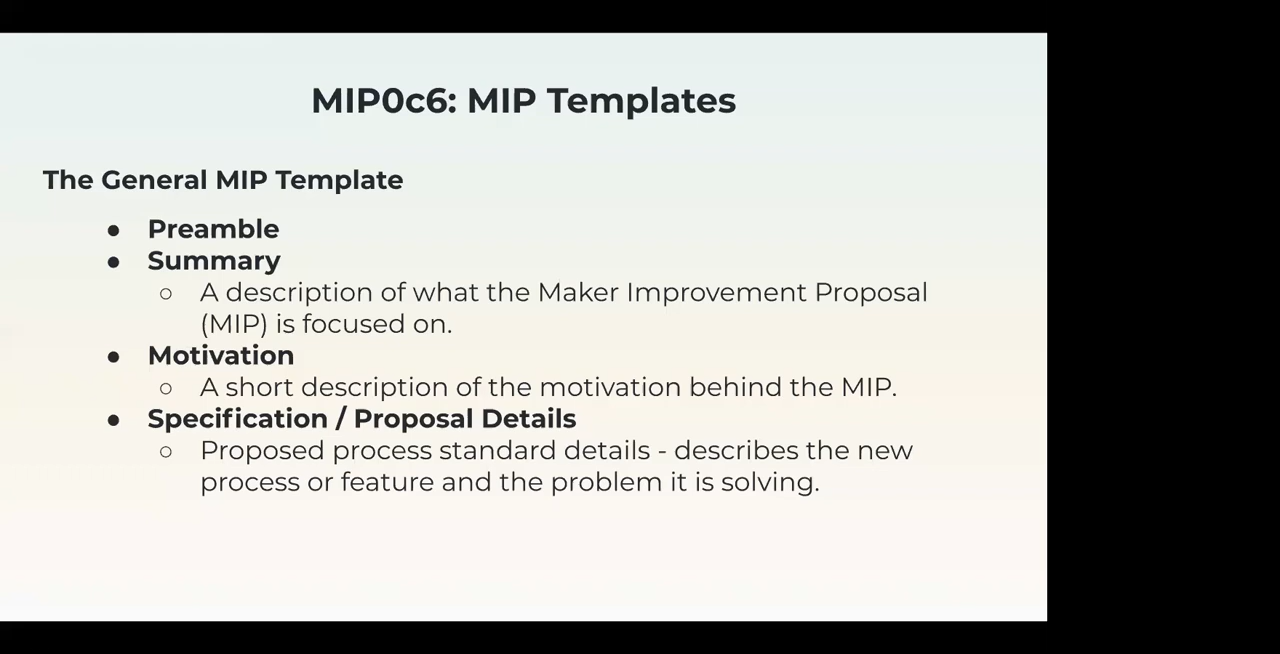 MIP0c6: MIP Templates
The General MIP Template
● Preamble
● Summary
○ A description of what the Maker Improvement Proposal
(MIP) is focused on.
● Motivation
○ A short description of the motivation behind the MIP.
● Specification / Proposal Details
○ Proposed process standard details - describes the new
process or feature and the problem it is solving.